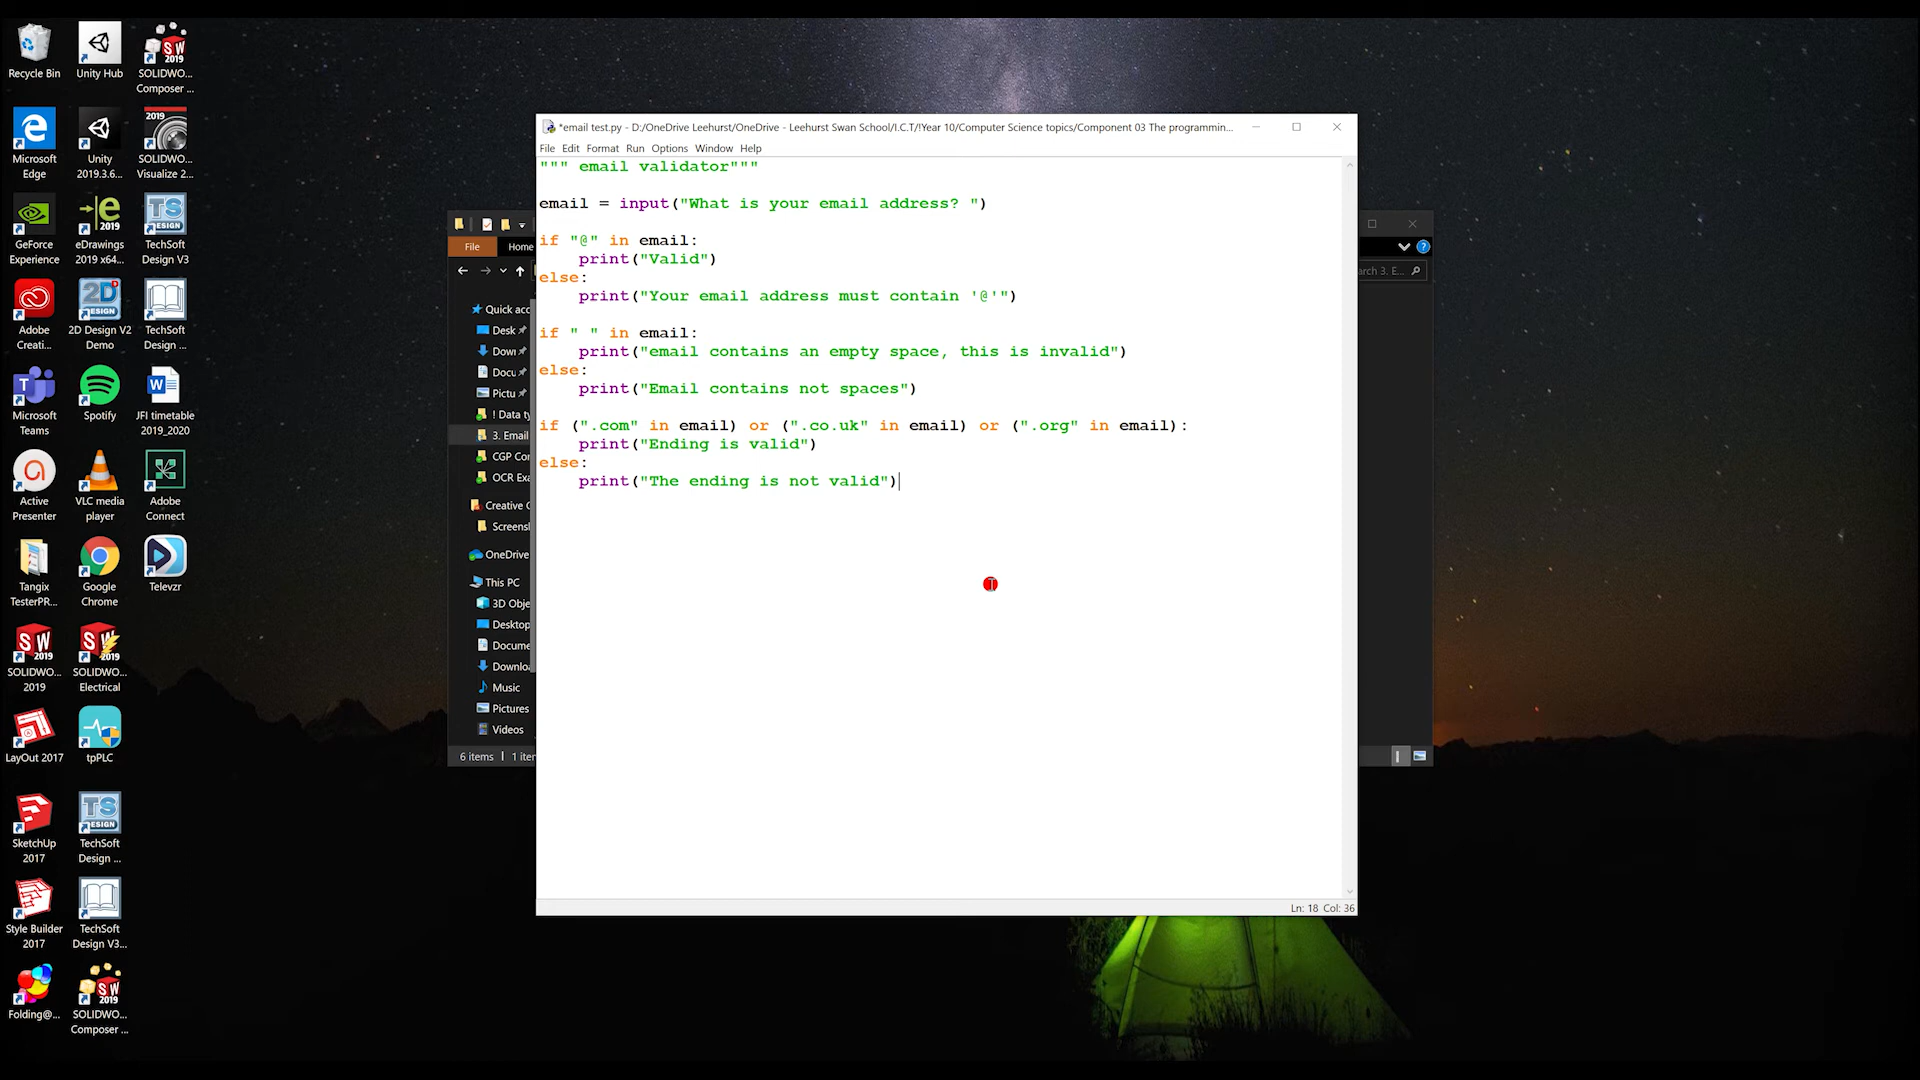 Recycle Bin
Unity Hub
SOLIDWO...
Composer ...
Microsoft
Edge
Unity
2019.3.6...
2019
SOLIDWO...
Visualize 2...
GeForce
Experience
eDrawings
2019 x64...
TechSoft
Design V3
Adobe
Creati...
2D Design V2
Demo
TechSoft
Design ...
Microsoft
Teams
Spotify
JFI timetable
2019_2020
Active
Presenter
VLC media
player
Adobe
Connect
Tangix
TesterPR...
Google
Chrome
Televzr
SOLIDWO...
2019
SOLIDWO...
Electrical
LayOut 2017
tpPLC
SketchUp
2017
TechSoft
Design ...
Style Builder
2017
TechSoft
Design V3...
Folding@...
SOLIDWO...
Composer ...
*email test.py - D:/OneDrive Leehurst/OneDrive - Leehurst Swan School/I.C.T/!Year 10/Computer Science topics/Component 03 The programmin...
File Edit Format Run Options Window Help
""" email validator"""
email = input("What is your email address? ")
if "@" in email:
    print("Valid")
else:
    print("Your email address must contain '@'")
if " " in email:
    print("email contains an empty space, this is invalid")
else:
    print("Email contains not spaces")
if (".com" in email) or (".co.uk" in email) or (".org" in email):
    print("Ending is valid")
else:
    print("The ending is not valid")
Ln: 18 Col: 36
File Home
arch 3. E...
Quick acc
Desk
Down
Docu
Pictu
! Data ty
3. Email
CGP Cor
OCR Exa
Creative C
Screensh
OneDrive
This PC
3D Obje
Desktop
Docume
Downloa
Music
Pictures
Videos
6 items 1 iter